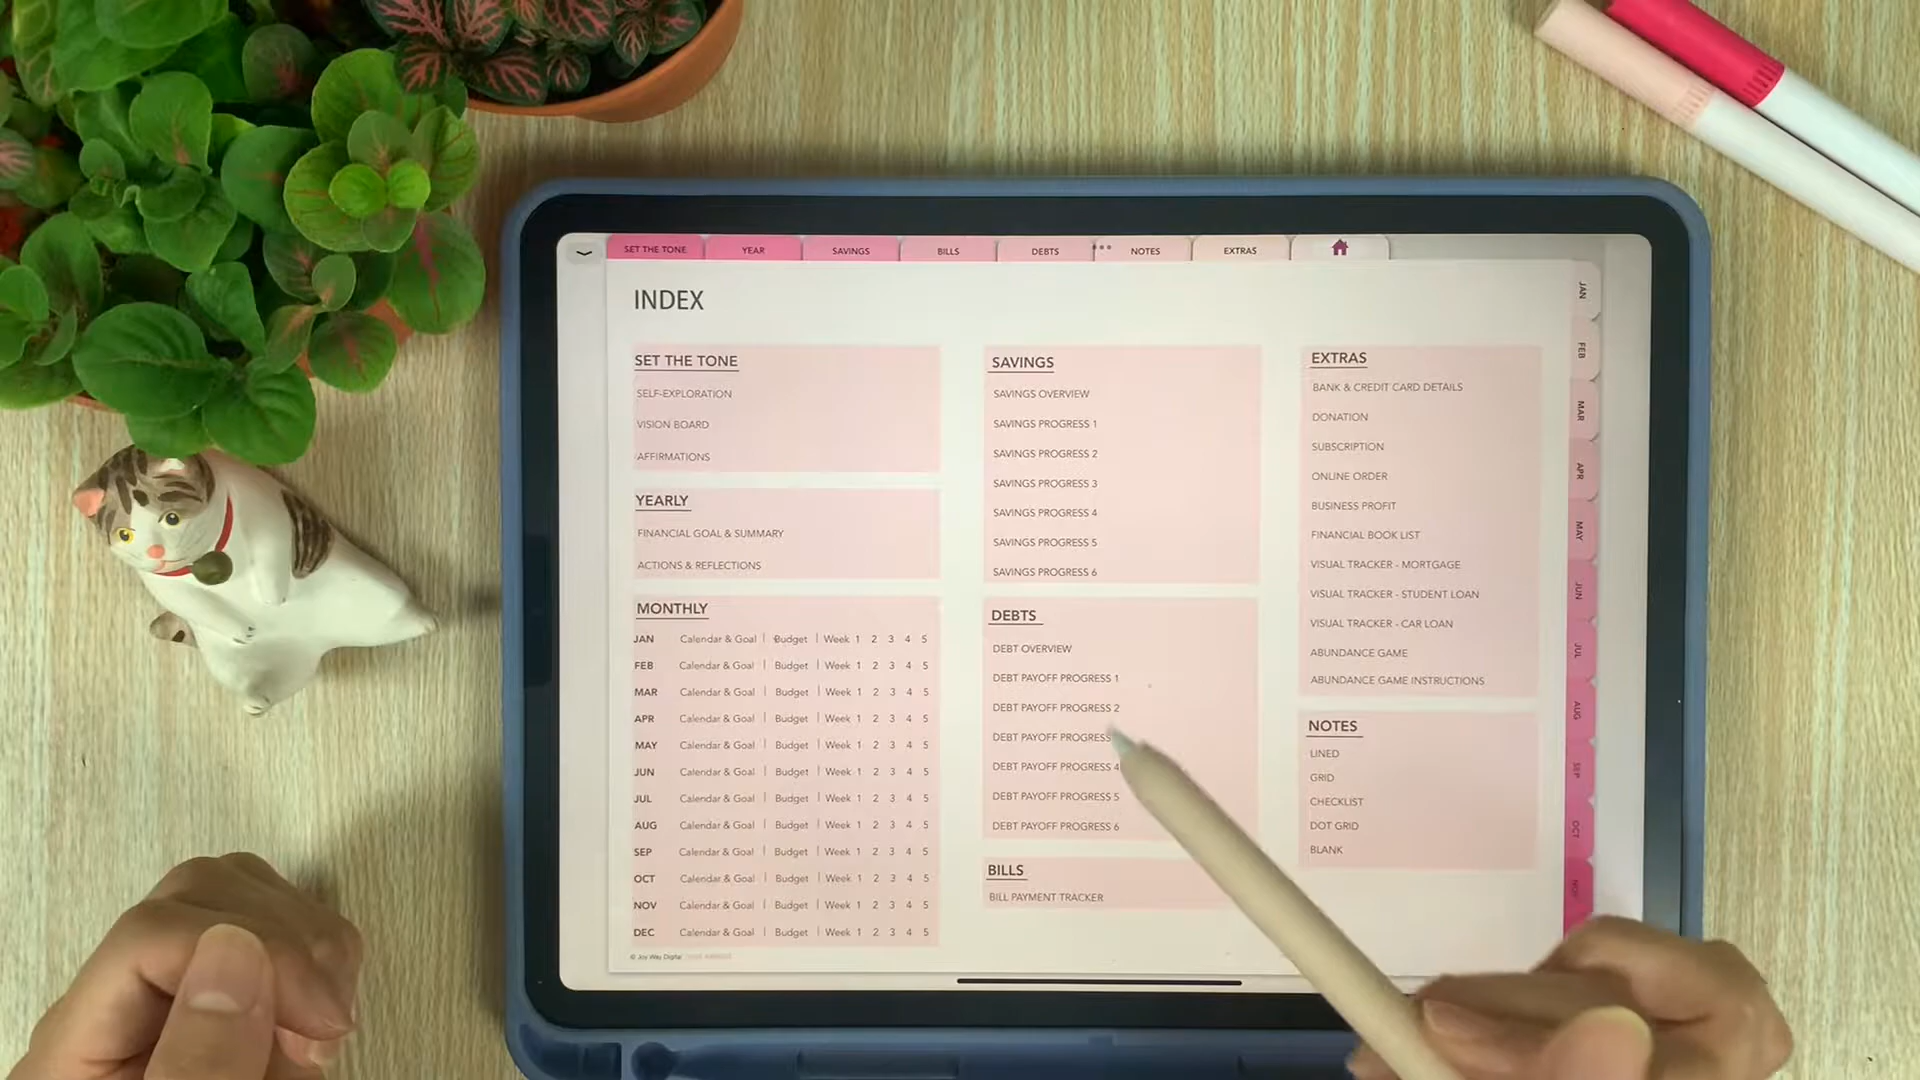 SET THE TONE
YEAR
SAVINGS
BILLS
DEBTS
NOTES
EXTRAS
INDEX
SET THE TONE
SELF-EXPLORATION
VISION BOARD
AFFIRMATIONS
YEARLY
FINANCIAL GOAL & SUMMARY
ACTIONS & REFLECTIONS
MONTHLY
JAN Calendar & Goal | Budget | Week 1 2 3 4 5
FEB Calendar & Goal | Budget | Week 1 2 3 4 5
MAR Calendar & Goal | Budget | Week 1 2 3 4 5
APR Calendar & Goal | Budget | Week 1 2 3 4 5
MAY Calendar & Goal | Budget | Week 1 2 3 4 5
JUN Calendar & Goal | Budget | Week 1 2 3 4 5
JUL Calendar & Goal | Budget | Week 1 2 3 4 5
AUG Calendar & Goal | Budget | Week 1 2 3 4 5
SEP Calendar & Goal | Budget | Week 1 2 3 4 5
OCT Calendar & Goal | Budget | Week 1 2 3 4 5
NOV Calendar & Goal | Budget | Week 1 2 3 4 5
DEC Calendar & Goal | Budget | Week 1 2 3 4 5
© Joy Way Digital
SAVINGS
SAVINGS OVERVIEW
SAVINGS PROGRESS 1
SAVINGS PROGRESS 2
SAVINGS PROGRESS 3
SAVINGS PROGRESS 4
SAVINGS PROGRESS 5
SAVINGS PROGRESS 6
DEBTS
DEBT OVERVIEW
DEBT PAYOFF PROGRESS 1
DEBT PAYOFF PROGRESS 2
DEBT PAYOFF PROGRESS
DEBT PAYOFF PROGRESS 4
DEBT PAYOFF PROGRESS 5
DEBT PAYOFF PROGRESS 6
BILLS
BILL PAYMENT TRACKER
EXTRAS
BANK & CREDIT CARD DETAILS
DONATION
SUBSCRIPTION
ONLINE ORDER
BUSINESS PROFIT
FINANCIAL BOOK LIST
VISUAL TRACKER - MORTGAGE
VISUAL TRACKER - STUDENT LOAN
VISUAL TRACKER - CAR LOAN
ABUNDANCE GAME
ABUNDANCE GAME INSTRUCTIONS
NOTES
LINED
GRID
CHECKLIST
DOT GRID
BLANK
JAN
FEB
MAR
APR
MAY
JUN
JUL
AUG
SEP
OCT
NOV